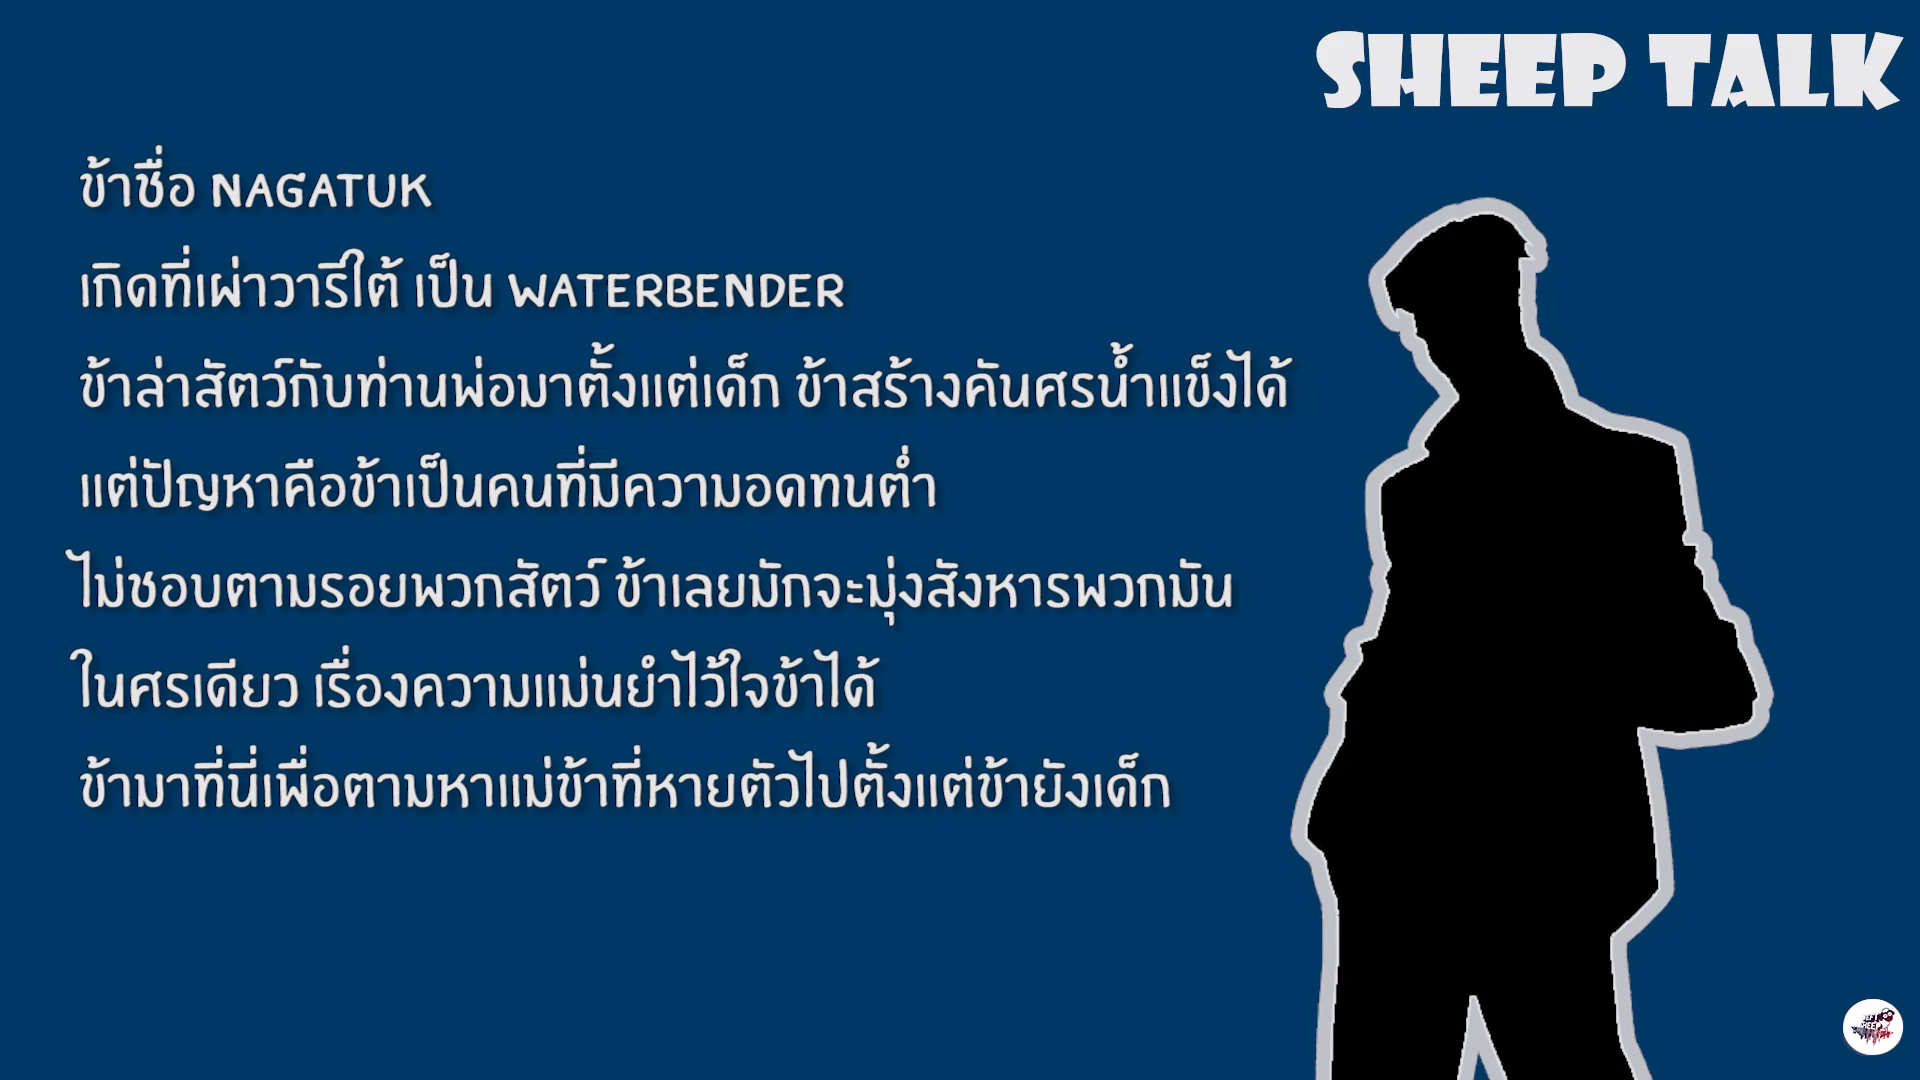 SHEEP TALK
ข้าชื่อ NAGATUK
เกิดที่เผ่าวารีใต้ เป็น WATERBENDER
ข้าล่าสัตว์กับท่านพ่อมาตั้งแต่เด็ก ข้าสร้างคันศรน้ำแข็งได้
แต่ปัญหาคือข้าเป็นคนที่มีความอดทนต่ำ
ไม่ชอบตามรอยพวกสัตว์ ข้าเลยมักจะมุ่งสังหารพวกมัน
ในศรเดียว เรื่องความแม่นยำไว้ใจข้าได้
ข้ามาที่นี่เพื่อตามหาแม่ข้าที่หายตัวไปตั้งแต่ข้ายังเด็ก